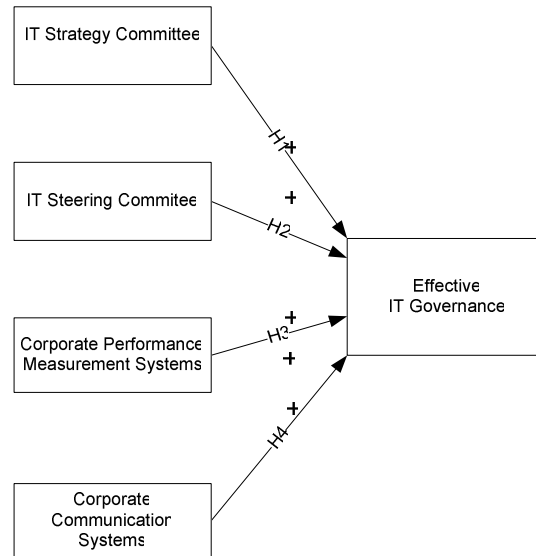 IT Strategy Committee
H1
+
+
IT Steering Commitee
H2
Effective
IT Governance
+
Corporate Performance
Measurement Systems
H3
+
+
H4
Corporate
Communication
Systems